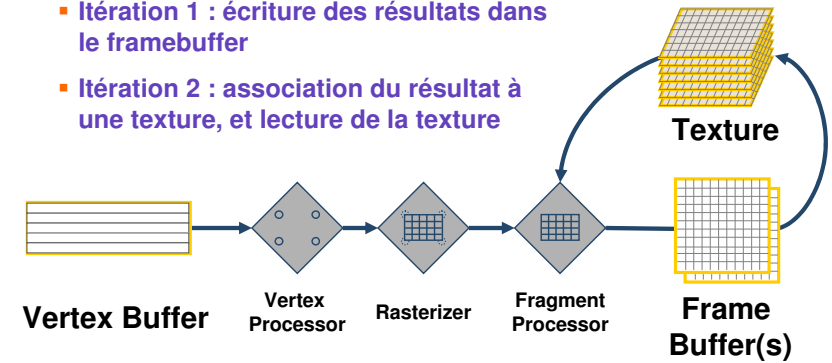 Itération 1 : écriture des résultats dans
le framebuffer
Itération 2 : association du résultat à
une texture, et lecture de la texture
Texture
Vertex Buffer
Vertex
Processor
Rasterizer
Fragment
Processor
Frame
Buffer(s)